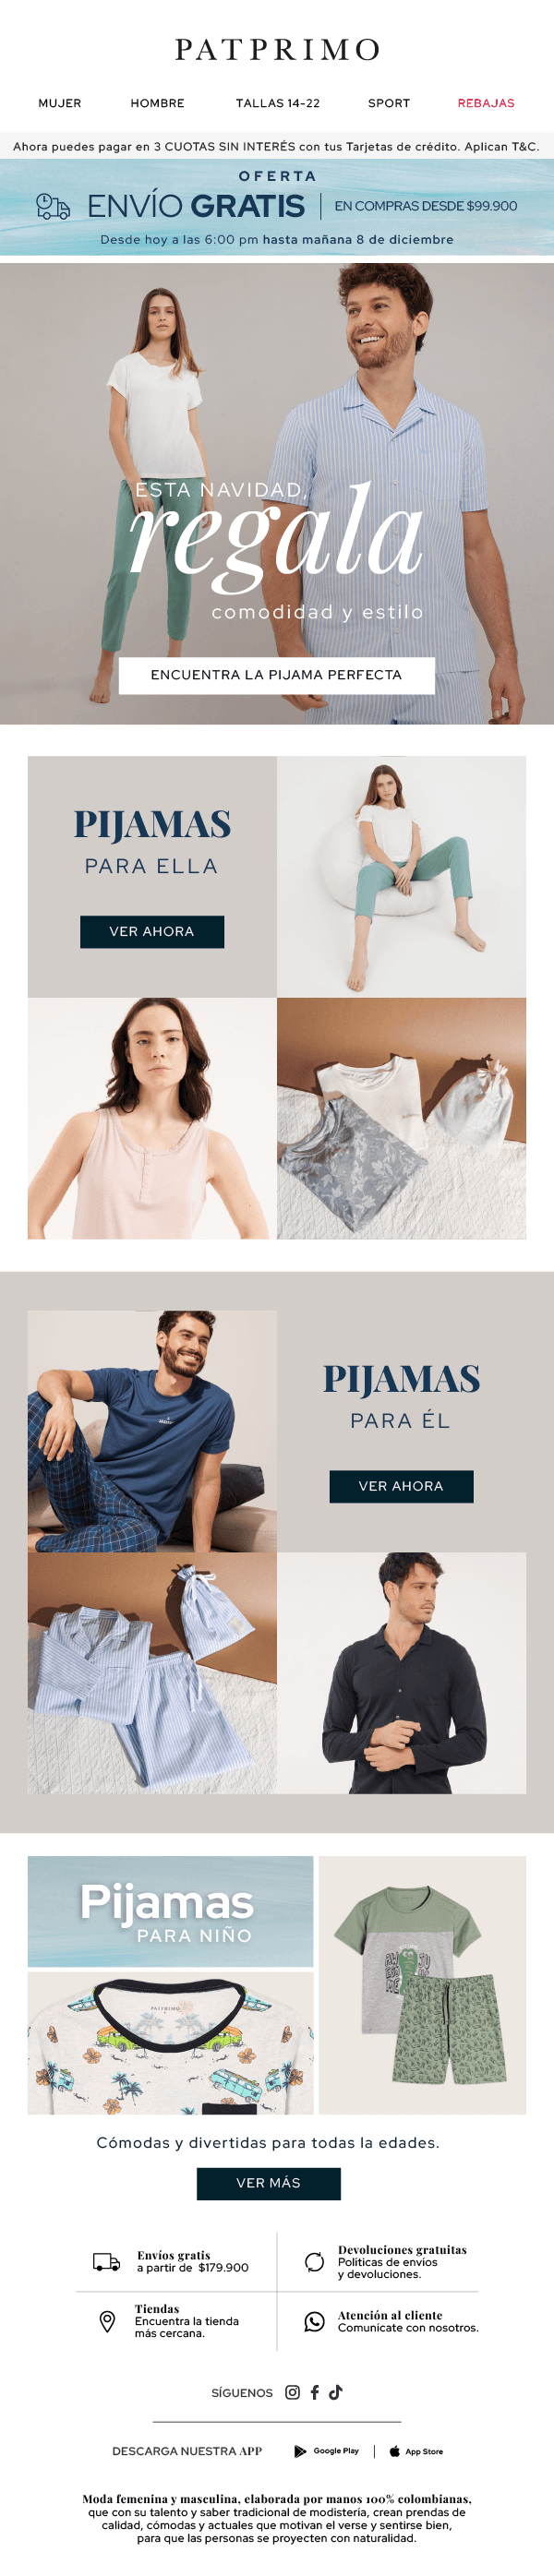 PATPRIMO
MUJER HOMBRE TALLAS 14-22 SPORT REBAJAS
Ahora puedes pagar en 3 CUOTAS SIN INTERÉS con tus Tarjetas de crédito. Aplican T&C.
OFERTA
ENVÍO GRATIS | EN COMPRAS DESDE $99.900
Desde hoy a las 6:00 pm hasta mañana 8 de diciembre
ESTA NAVIDAD,
regala
comodidad y estilo
ENCUENTRA LA PIJAMA PERFECTA
PIJAMAS
PARA ELLA
VER AHORA
PIJAMAS
PARA ÉL
VER AHORA
Pijamas
PARA NIÑO
PATPRIMO
Cómodas y divertidas para todas la edades.
VER MÁS
Envíos gratis
a partir de $179.900
Devoluciones gratuitas
Políticas de envíos
y devoluciones.
Tiendas
Encuentra la tienda
más cercana.
Atención al cliente
Comunícate con nosotros.
SÍGUENOS
DESCARGA NUESTRA APP Google Play | App Store
Moda femenina y masculina, elaborada por manos 100% colombianas,
que con su talento y saber tradicional de modistería, crean prendas de
calidad, cómodas y actuales que motivan el verse y sentirse bien,
para que las personas se proyecten con naturalidad.